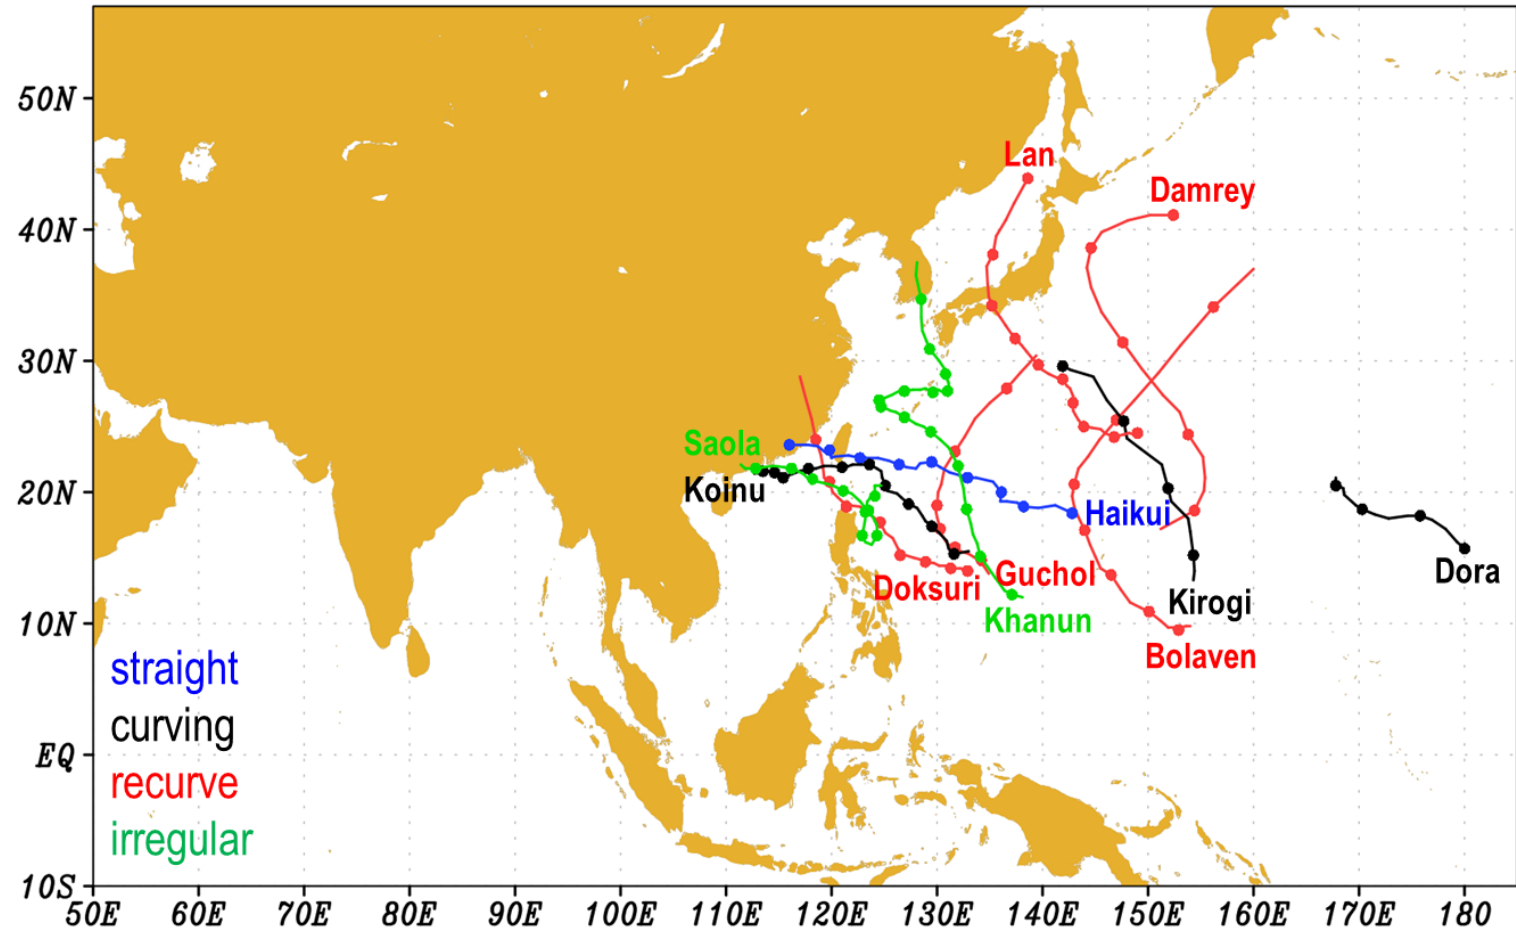 50N
40N
30N
20N
10N
EQ
10S
50E 60E 70E 80E 90E 100E 110E 120E 130E 140E 150E 160E 170E 180
Lan
Damrey
Saola
Koinu
Haikui
Dora
Doksuri
Guchol
Khanun
Kirogi
Bolaven
straight
curving
recurve
irregular